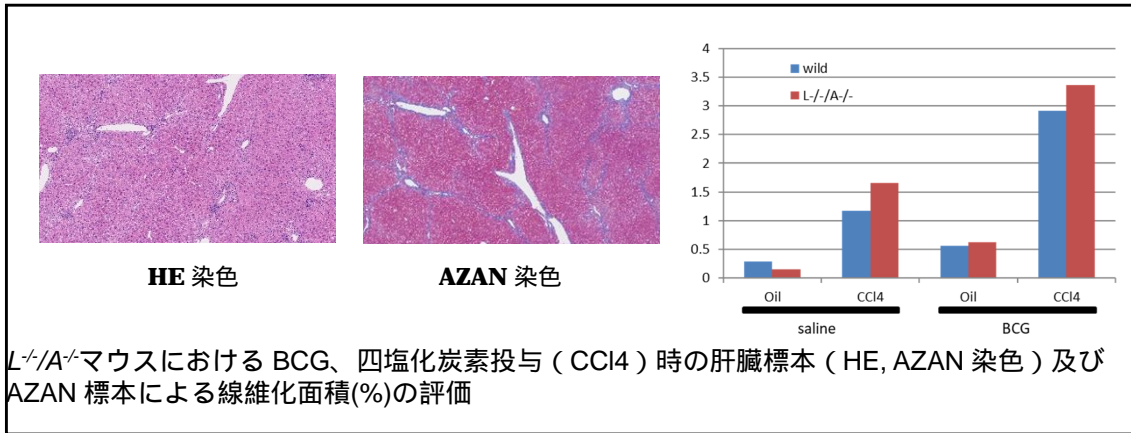 4
3.5
3
2.5
2
1.5
1
0.5
0
wild
L-/-/A-/-
Oil
CCl4
Oil
CCl4
saline
BCG
HE 染色
AZAN 染色
L-/-/A-/-マウスにおける BCG、四塩化炭素投与（CCl4）時の肝臓標本（HE, AZAN 染色）及び
AZAN 標本による線維化面積(%)の評価